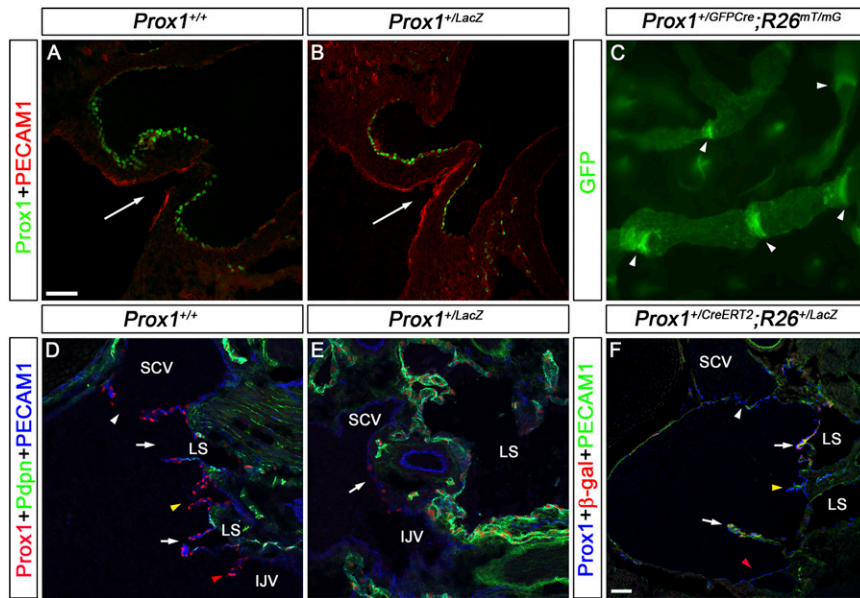 Prox1+/+
Prox1+/LacZ
Prox1+/GFPCre;R26mT/mG
Prox1+PECAM1
A
B
GFP
C
Prox1+/+
Prox1+/LacZ
Prox1+/CreERT2;R26+/LacZ
Prox1+Pdpn+PECAM1
D
SCV
LS
LS
IJV
E
SCV
LS
IJV
Prox1+β-gal+PECAM1
F
SCV
LS
LS